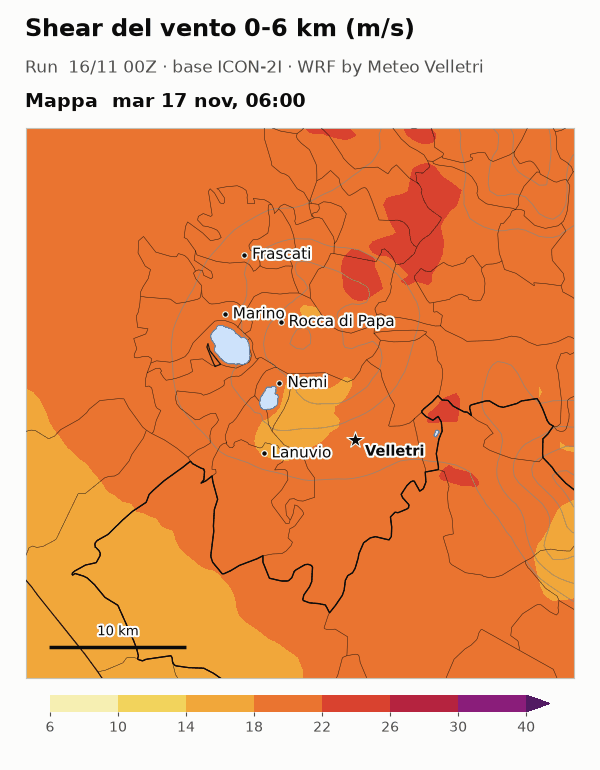 Shear del vento 0-6 km (m/s)
Run  16/11 00Z · base ICON-2I · WRF by Meteo Velletri
Mappa  mar 17 nov, 06:00
Frascati
Marino
Rocca di Papa
Nemi
Velletri
Lanuvio
10 km
6 10 14 18 22 26 30 40